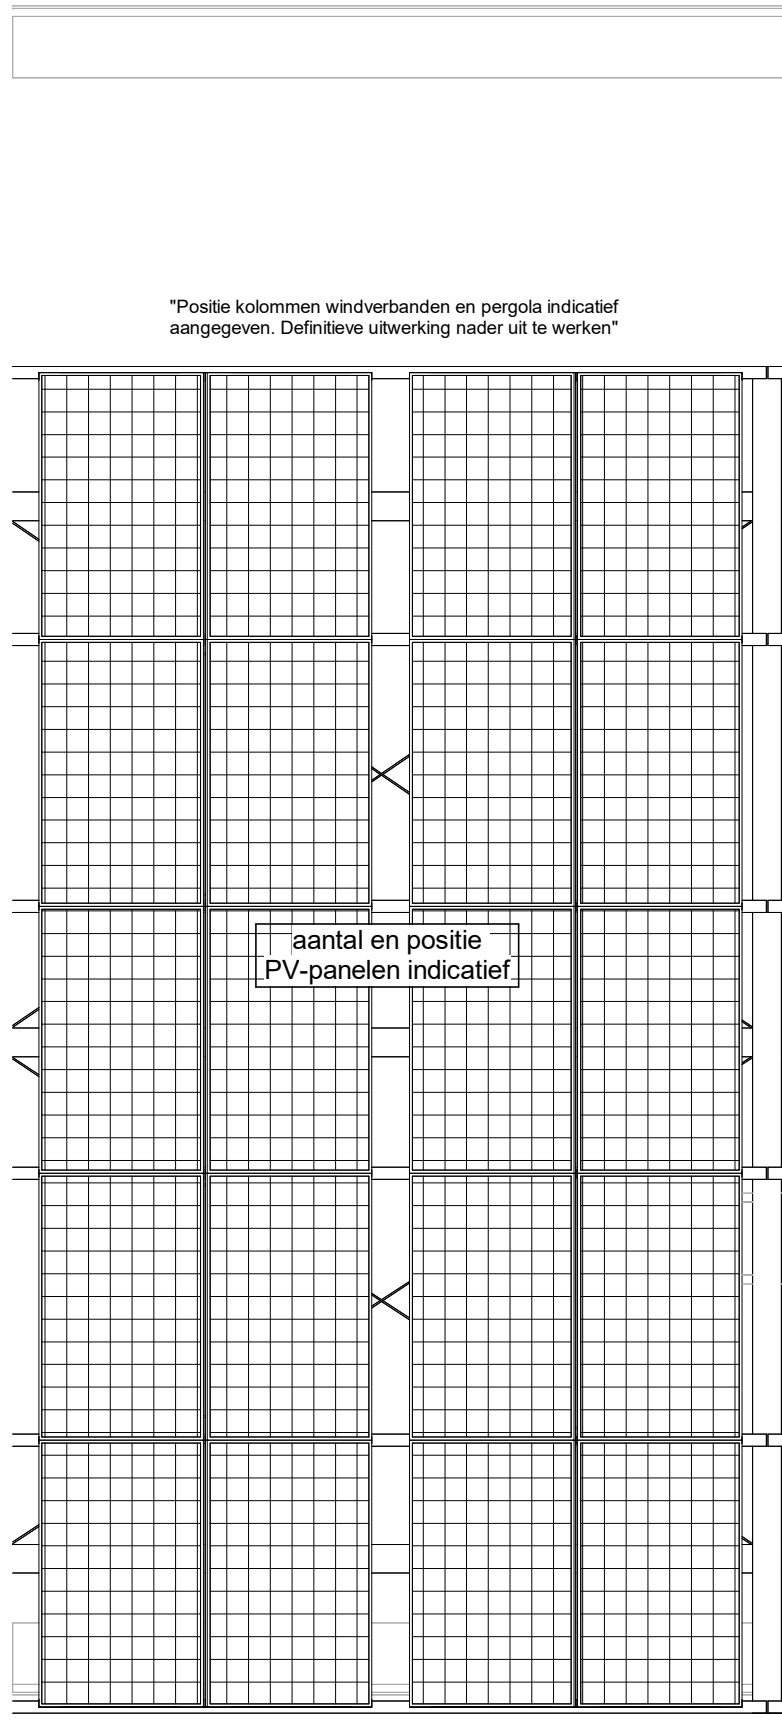 "Positie kolommen windverbanden en pergola indicatief
aangegeven. Definitieve uitwerking nader uit te werken"
aantal en positie
PV-panelen indicatief